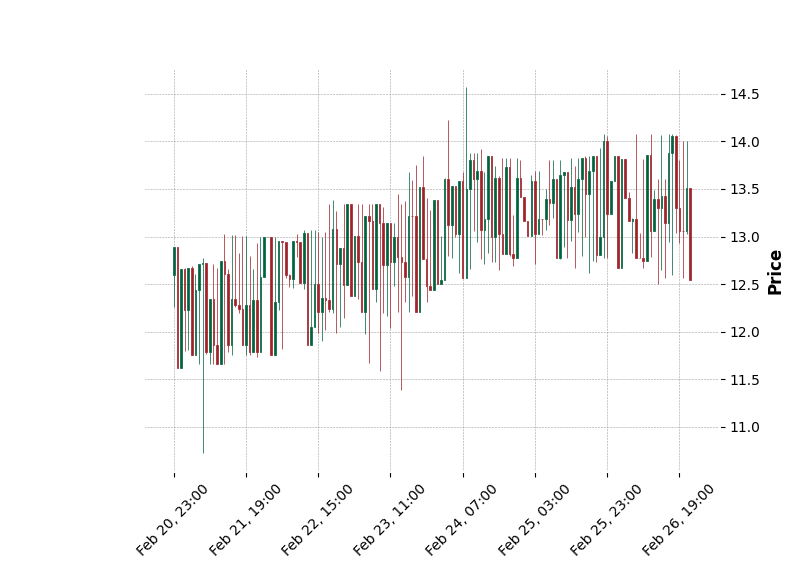 14.5
14.0
13.5
13.0
12.5
12.0
11.5
11.0
Price
Feb 20, 23:00
Feb 21, 19:00
Feb 22, 15:00
Feb 23, 11:00
Feb 24, 07:00
Feb 25, 03:00
Feb 25, 23:00
Feb 26, 19:00